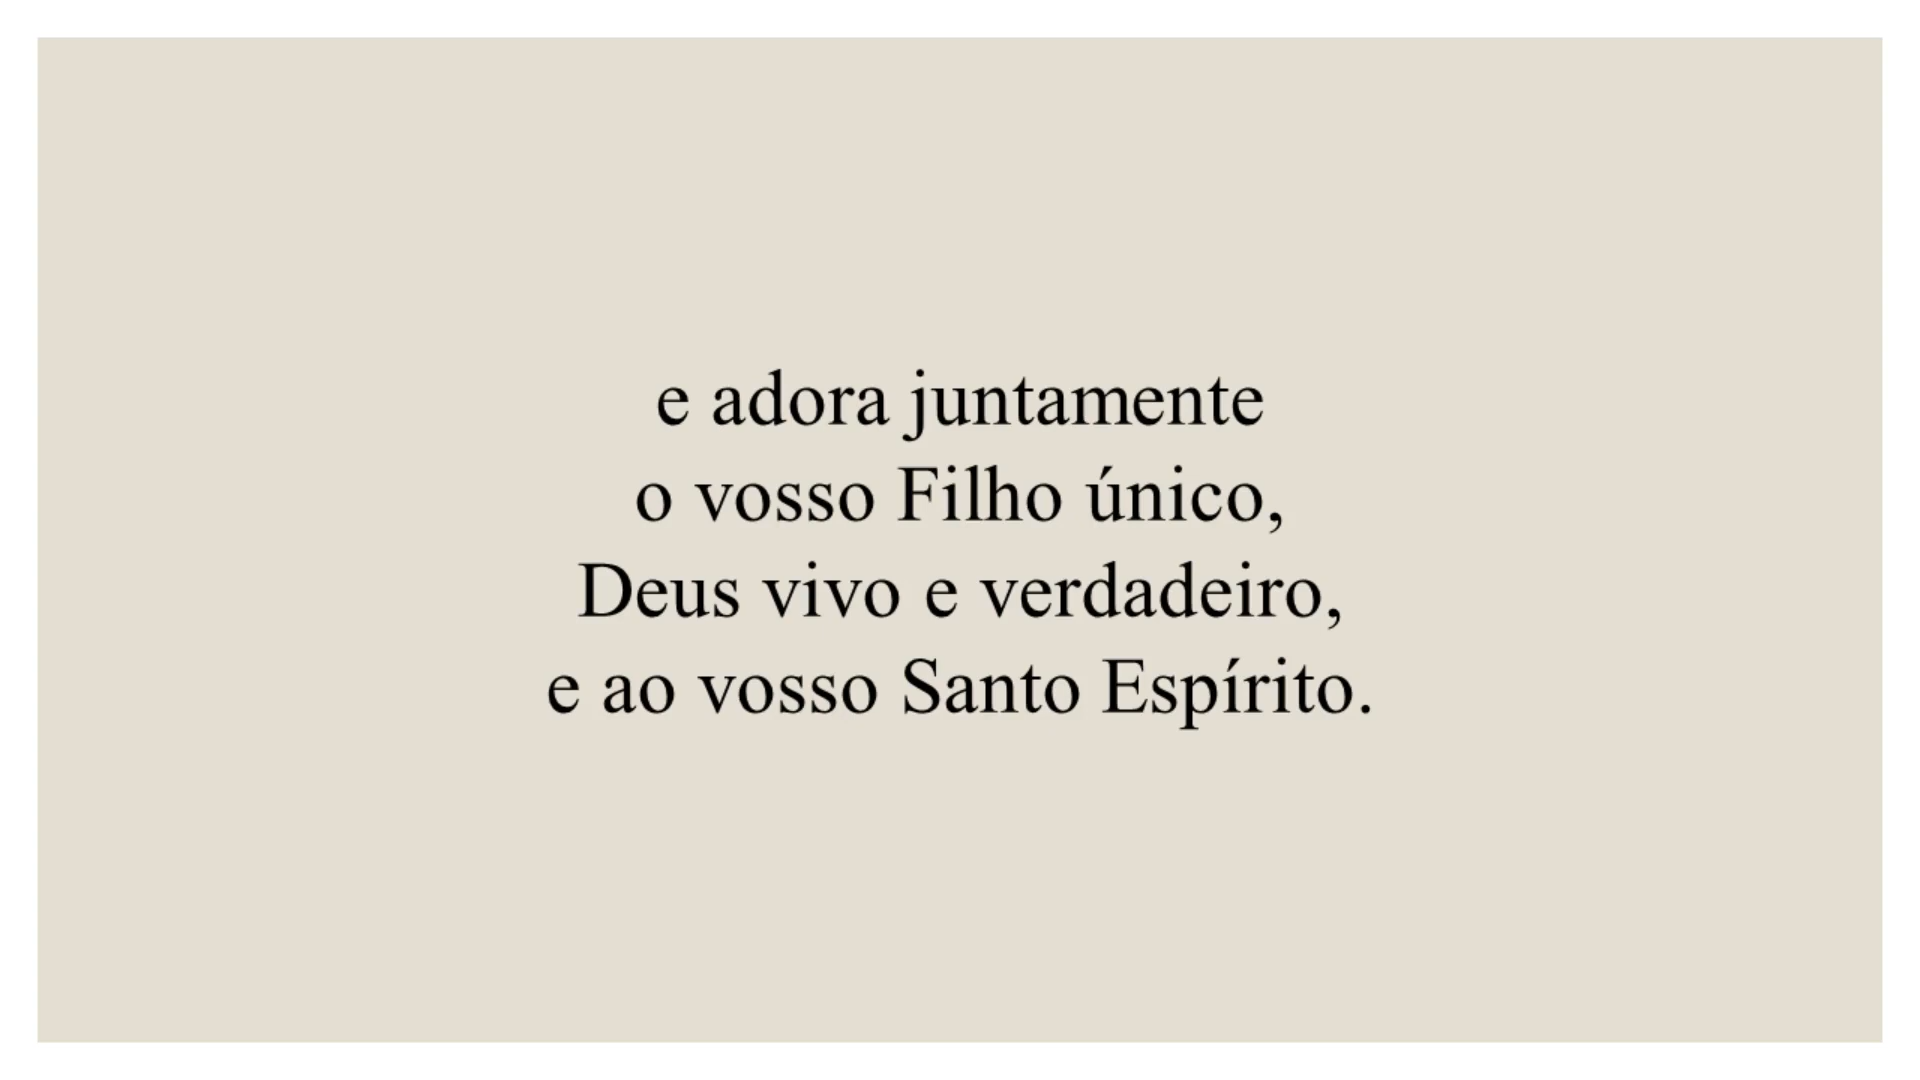 e adora juntamente
o vosso Filho único,
Deus vivo e verdadeiro,
e ao vosso Santo Espírito.